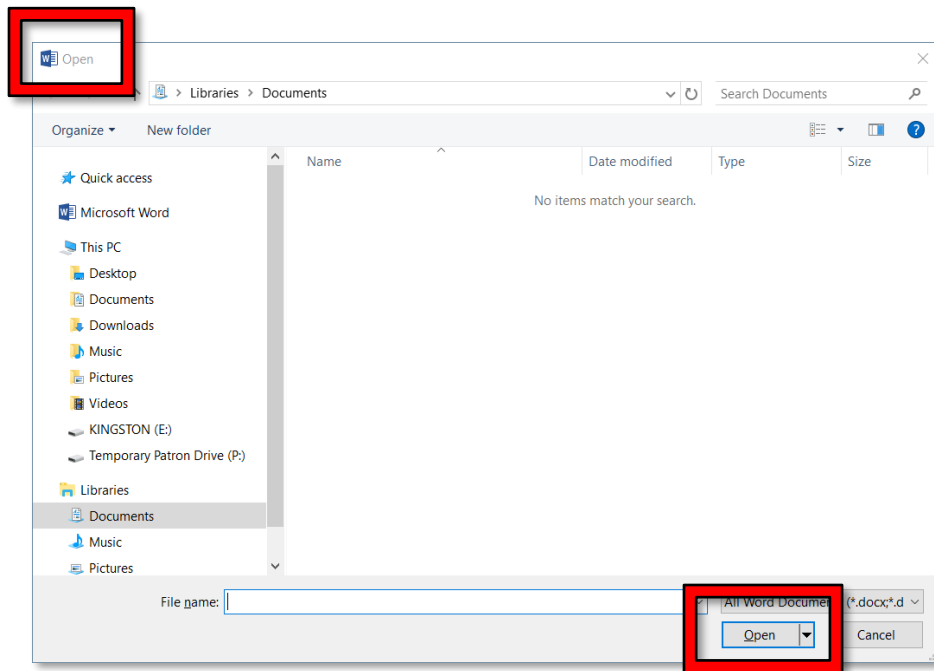 Open
Libraries > Documents
Search Documents
Organize
New folder
Name
Date modified
Type
Size
No items match your search.
Quick access
Microsoft Word
This PC
Desktop
Documents
Downloads
Music
Pictures
Videos
KINGSTON (E:)
Temporary Patron Drive (P:)
Libraries
Documents
Music
Pictures
File name:
All Word Documen (*.docx;*.d
Open
Cancel